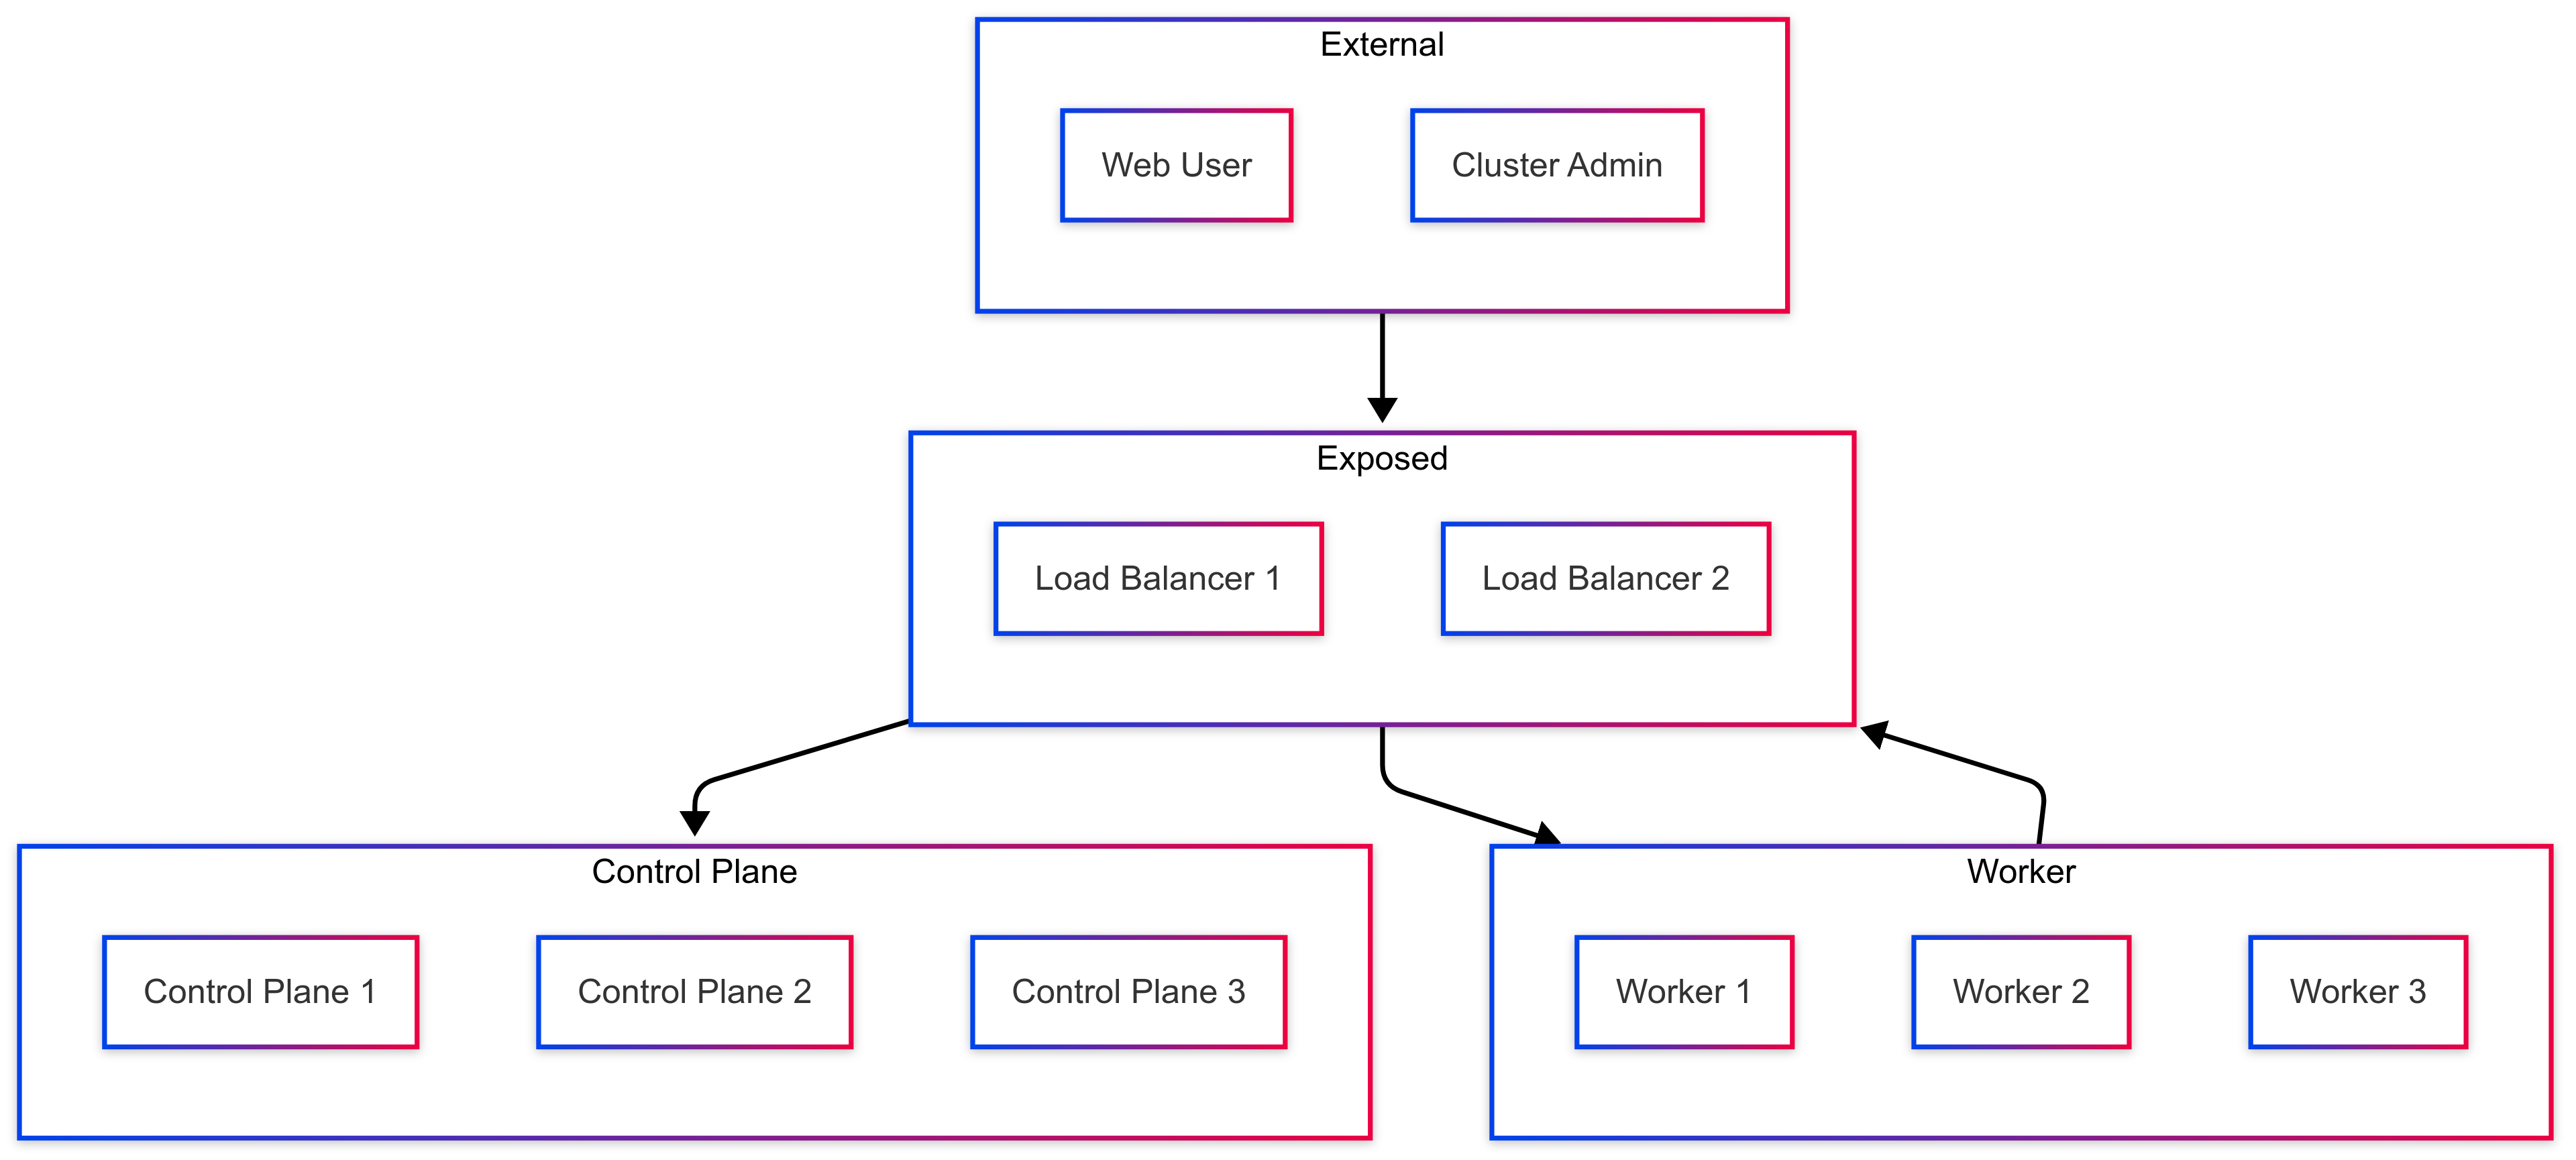 External
Web User
Cluster Admin
Exposed
Load Balancer 1
Load Balancer 2
Control Plane
Control Plane 1
Control Plane 2
Control Plane 3
Worker
Worker 1
Worker 2
Worker 3